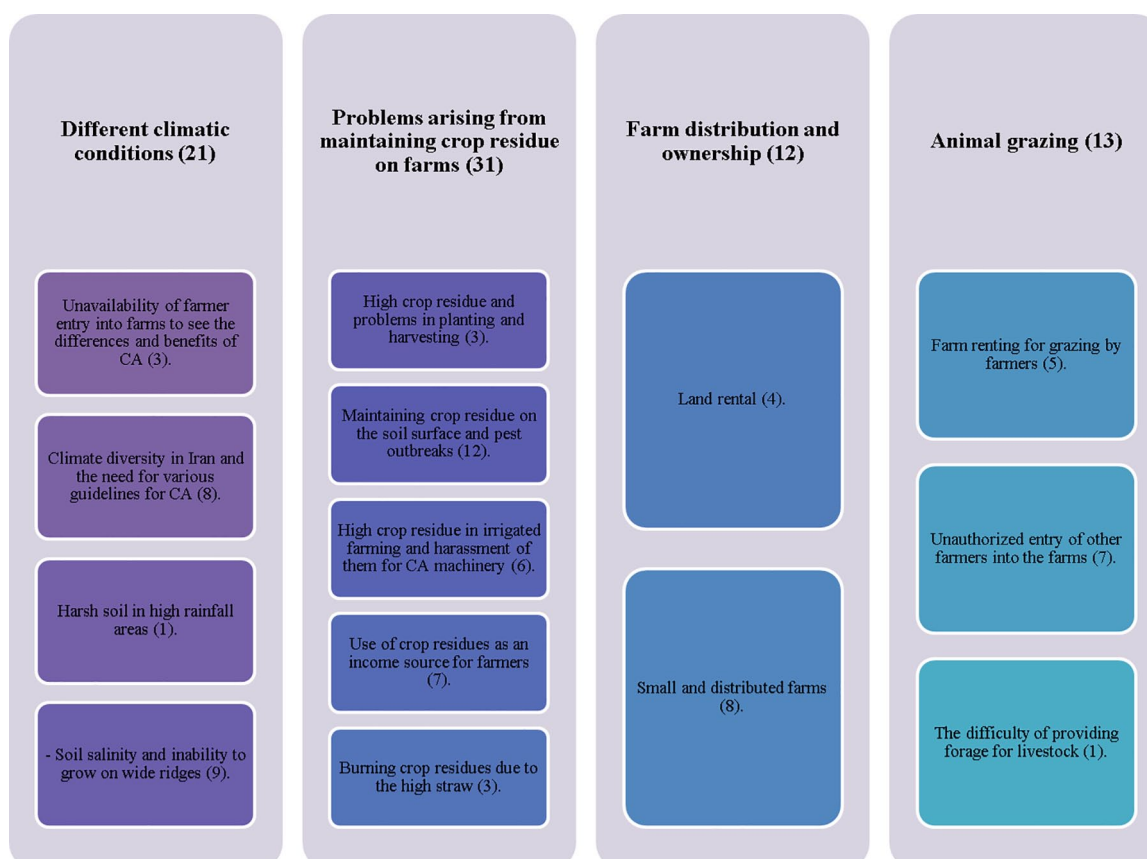 Different climatic
conditions (21)
Unavailability of farmer
entry into farms to see the
differences and benefits of
CA (3).
Climate diversity in Iran and
the need for various
guidelines for CA (8).
Harsh soil in high rainfall
areas (1).
- Soil salinity and inability to
grow on wide ridges (9).
Problems arising from
maintaining crop residue
on farms (31)
High crop residue and
problems in planting and
harvesting (3).
Maintaining crop residue on
the soil surface and pest
outbreaks (12).
High crop residue in irrigated
farming and harassment of
them for CA machinery (6).
Use of crop residues as an
income source for farmers
(7).
Burning crop residues due to
the high straw (3).
Farm distribution and
ownership (12)
Land rental (4).
Small and distributed farms
(8).
Animal grazing (13)
Farm renting for grazing by
farmers (5).
Unauthorized entry of other
farmers into the farms (7).
The difficulty of providing
forage for livestock (1).